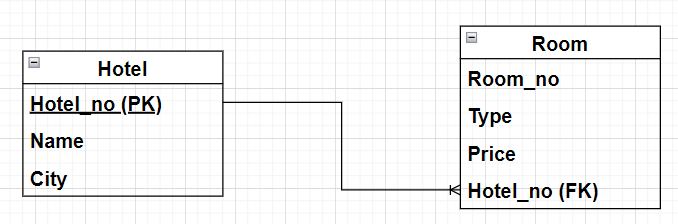 Hotel
Hotel_no (PK)
Name
City
Room
Room_no
Type
Price
Hotel_no (FK)